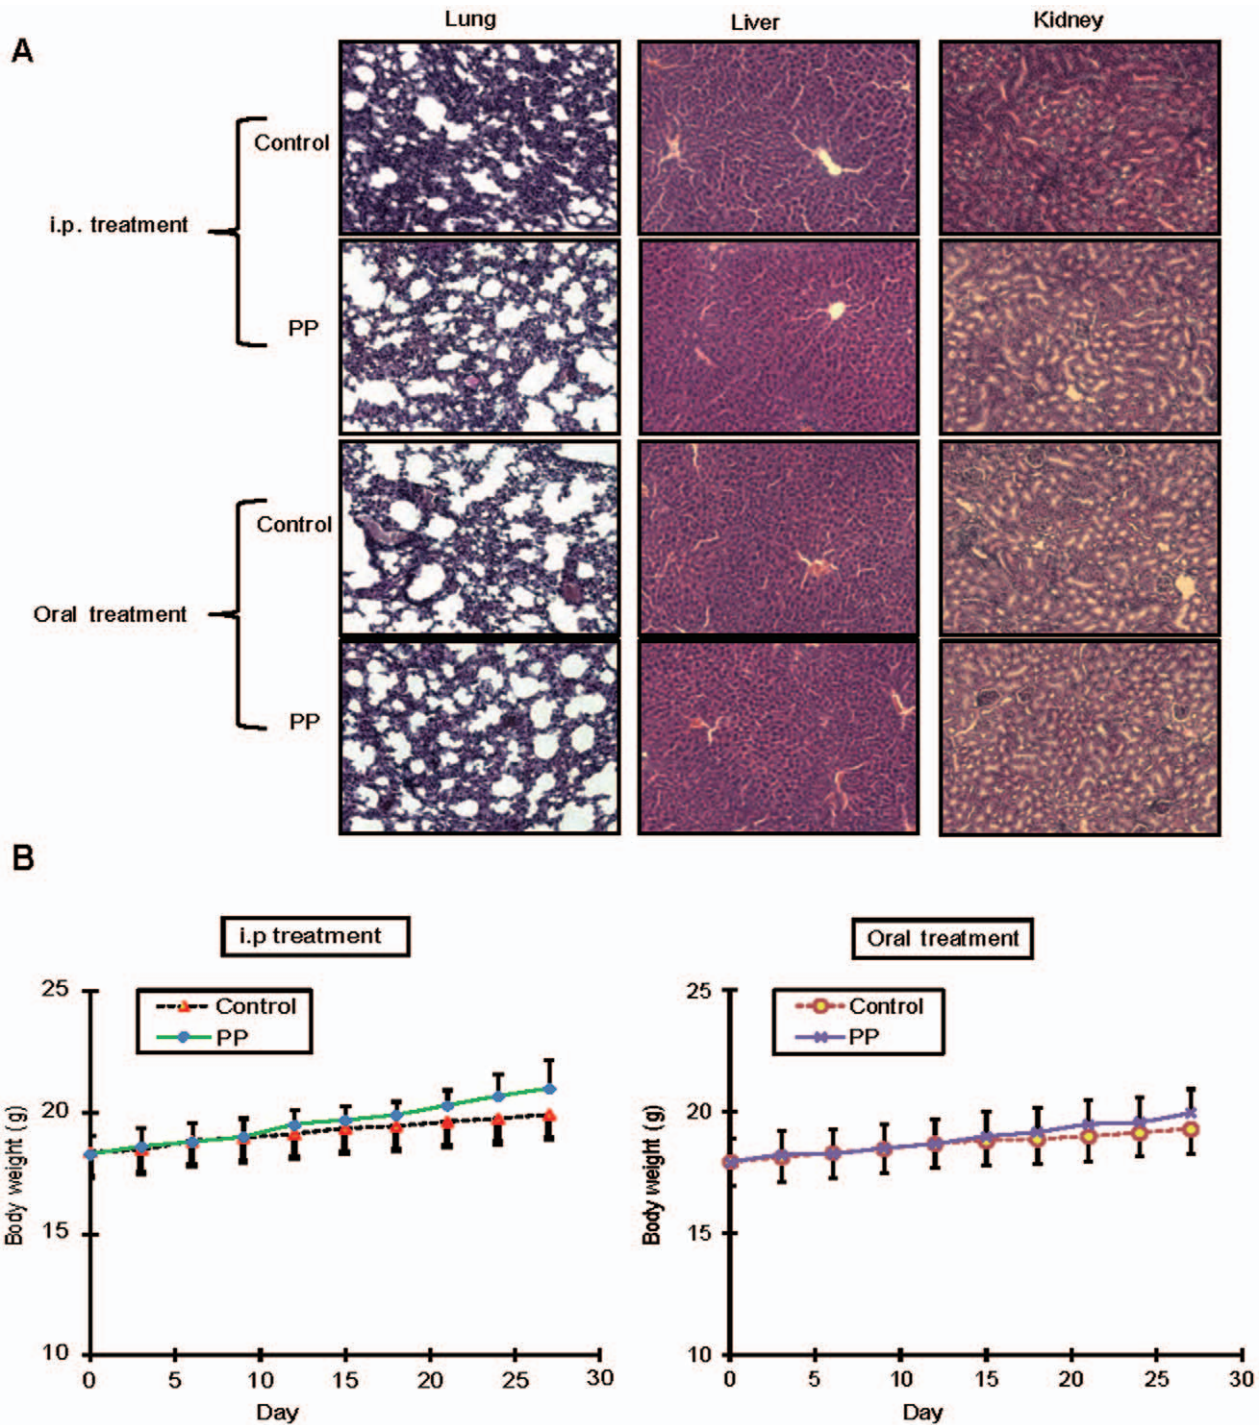 Lung Liver Kidney
A
Control
i.p. treatment
PP
Control
Oral treatment
PP
B
i.p treatment
25
Control
PP
20
15
10
0 5 10 15 20 25 30
Body weight (g)
Day
Oral treatment
25
Control
PP
20
15
10
0 5 10 15 20 25 30
Body weight (g)
Day